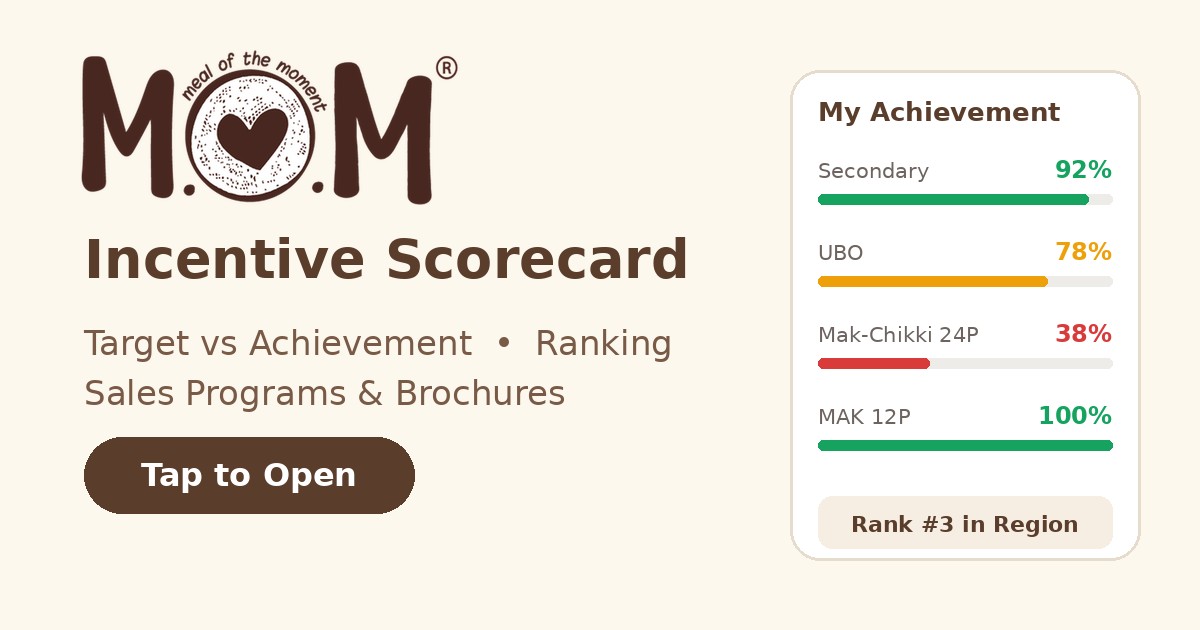 M.O.M®
meal of the moment
Incentive Scorecard
Target vs Achievement • Ranking
Sales Programs & Brochures
Tap to Open
My Achievement
Secondary 92%
UBO 78%
Mak-Chikki 24P 38%
MAK 12P 100%
Rank #3 in Region